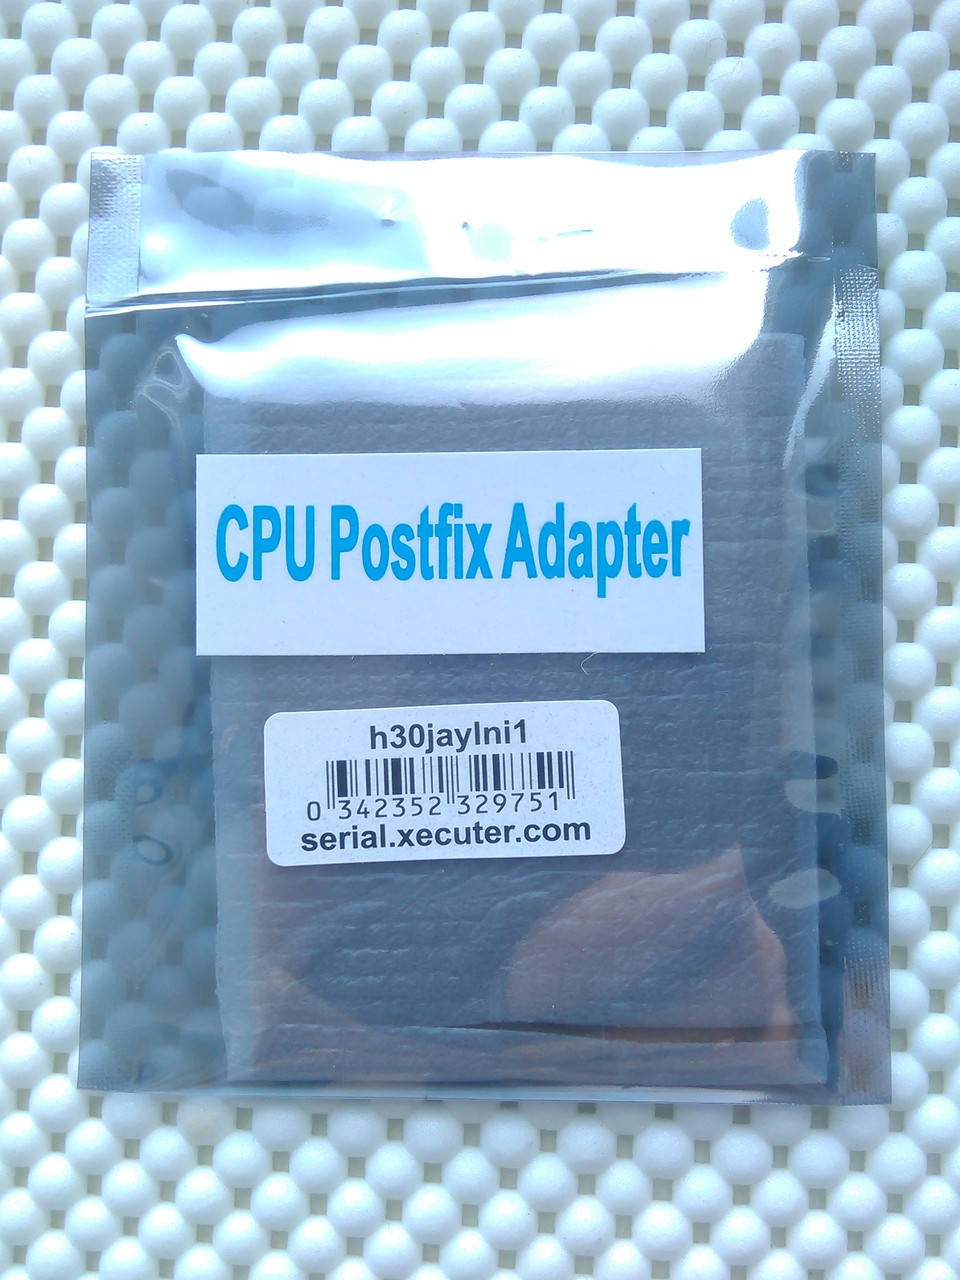 CPU Postfix Adapter
h30jaylni1
0 342352 329751
serial.xecuter.com